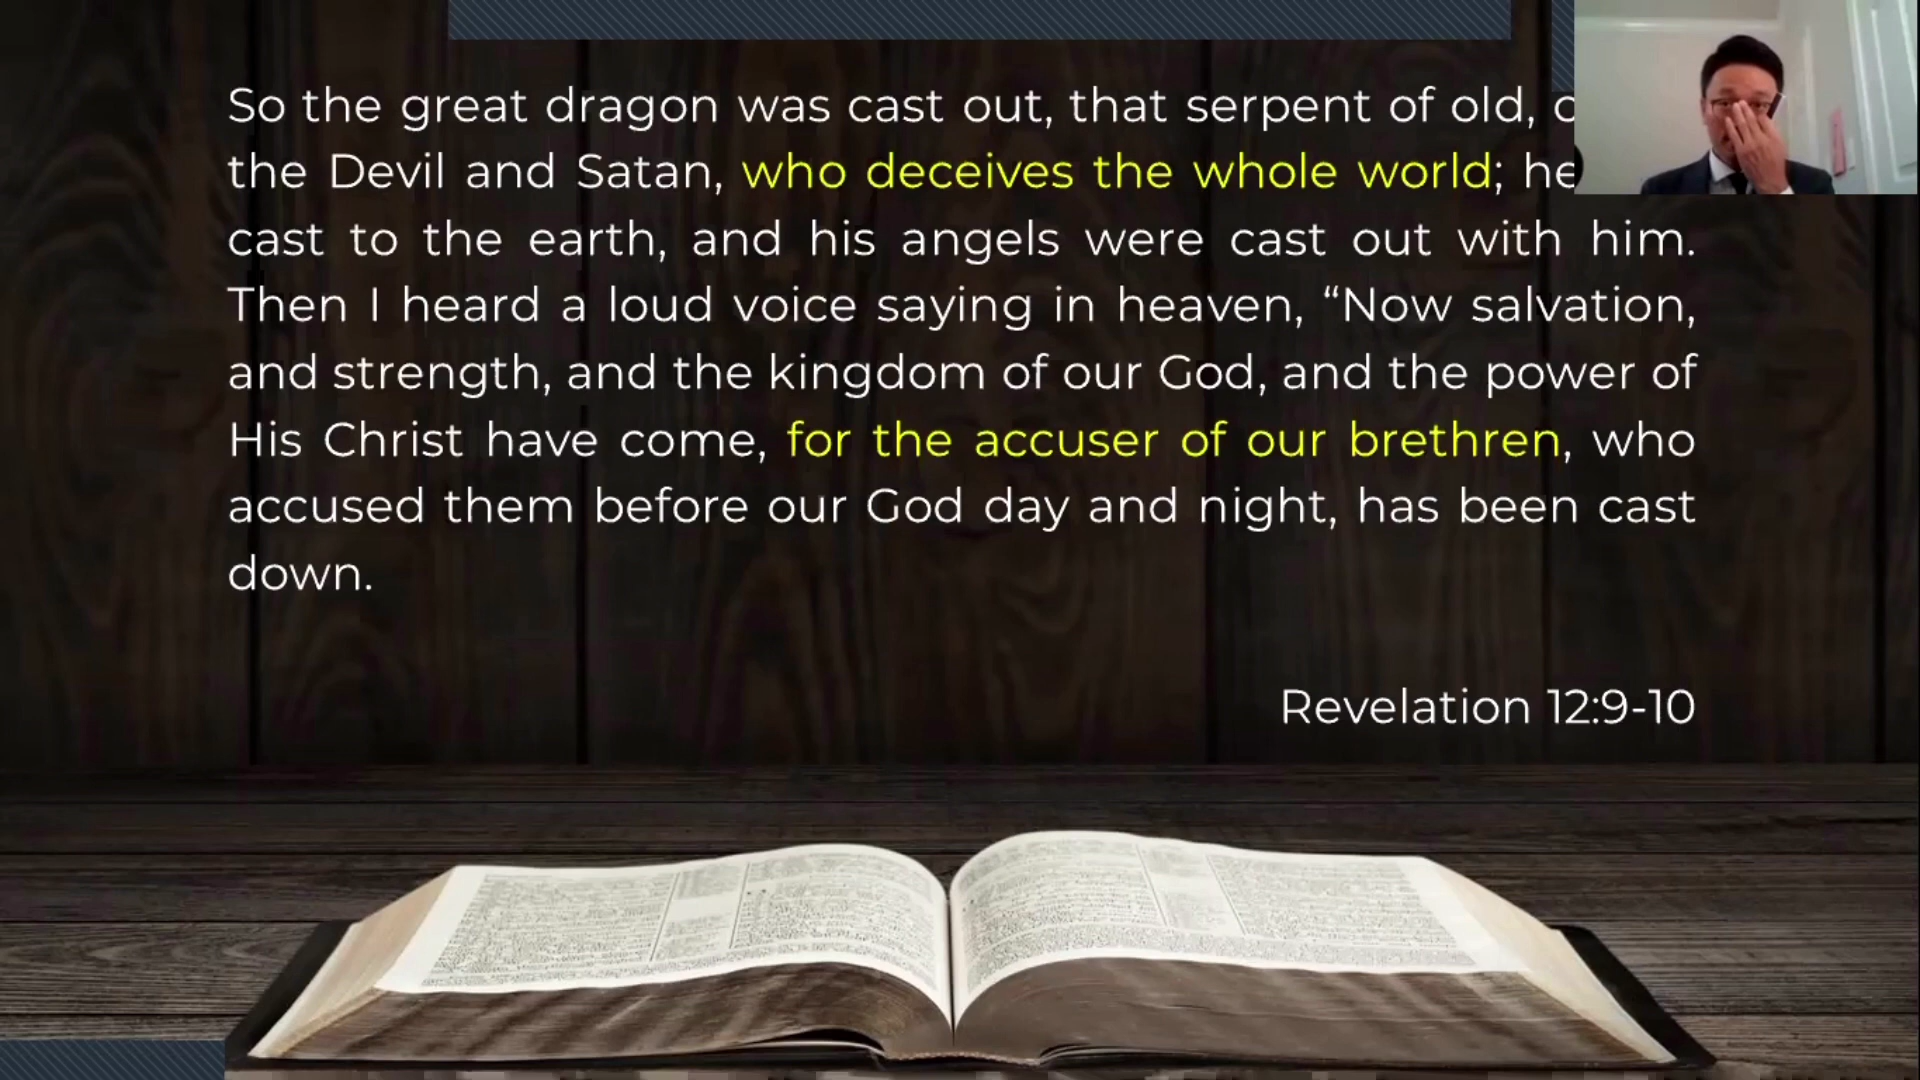 So the great dragon was cast out, that serpent of old,
the Devil and Satan, who deceives the whole world; he
cast to the earth, and his angels were cast out with him.
Then I heard a loud voice saying in heaven, “Now salvation,
and strength, and the kingdom of our God, and the power of
His Christ have come, for the accuser of our brethren, who
accused them before our God day and night, has been cast
down.
Revelation 12:9-10